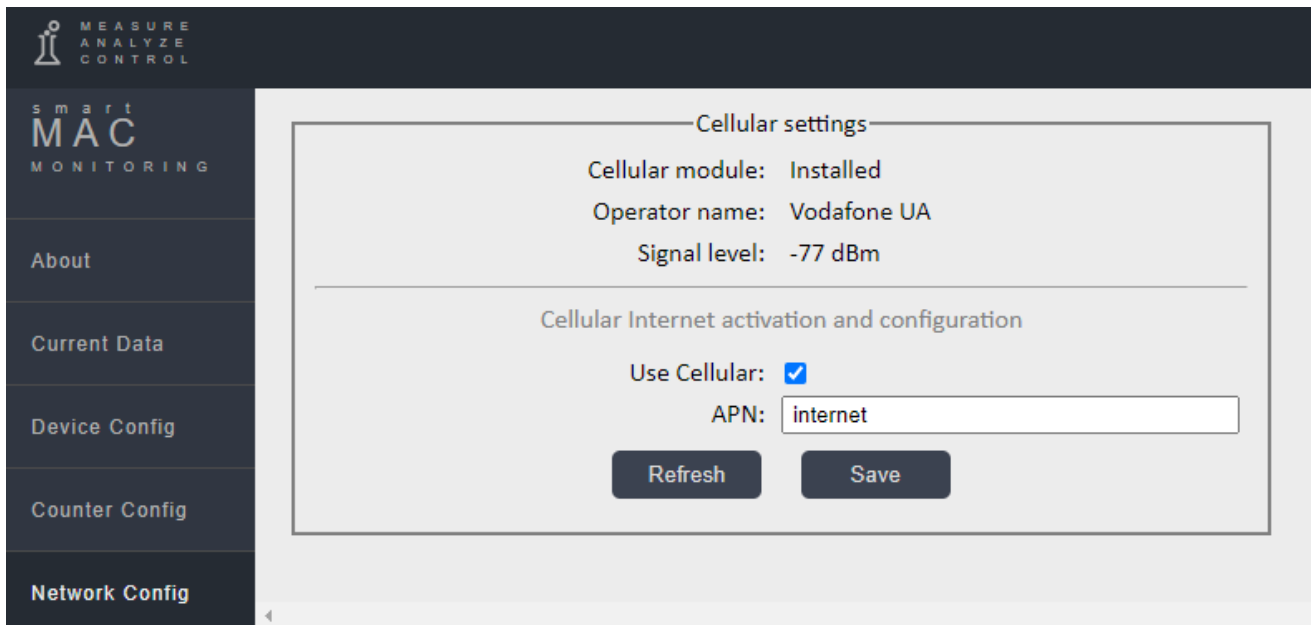 MEASURE
ANALYZE
CONTROL
smart
MAC
MONITORING
About
Current Data
Device Config
Counter Config
Network Config
Cellular settings
Cellular module: Installed
Operator name: Vodafone UA
Signal level: -77 dBm
Cellular Internet activation and configuration
Use Cellular:
APN: internet
Refresh Save